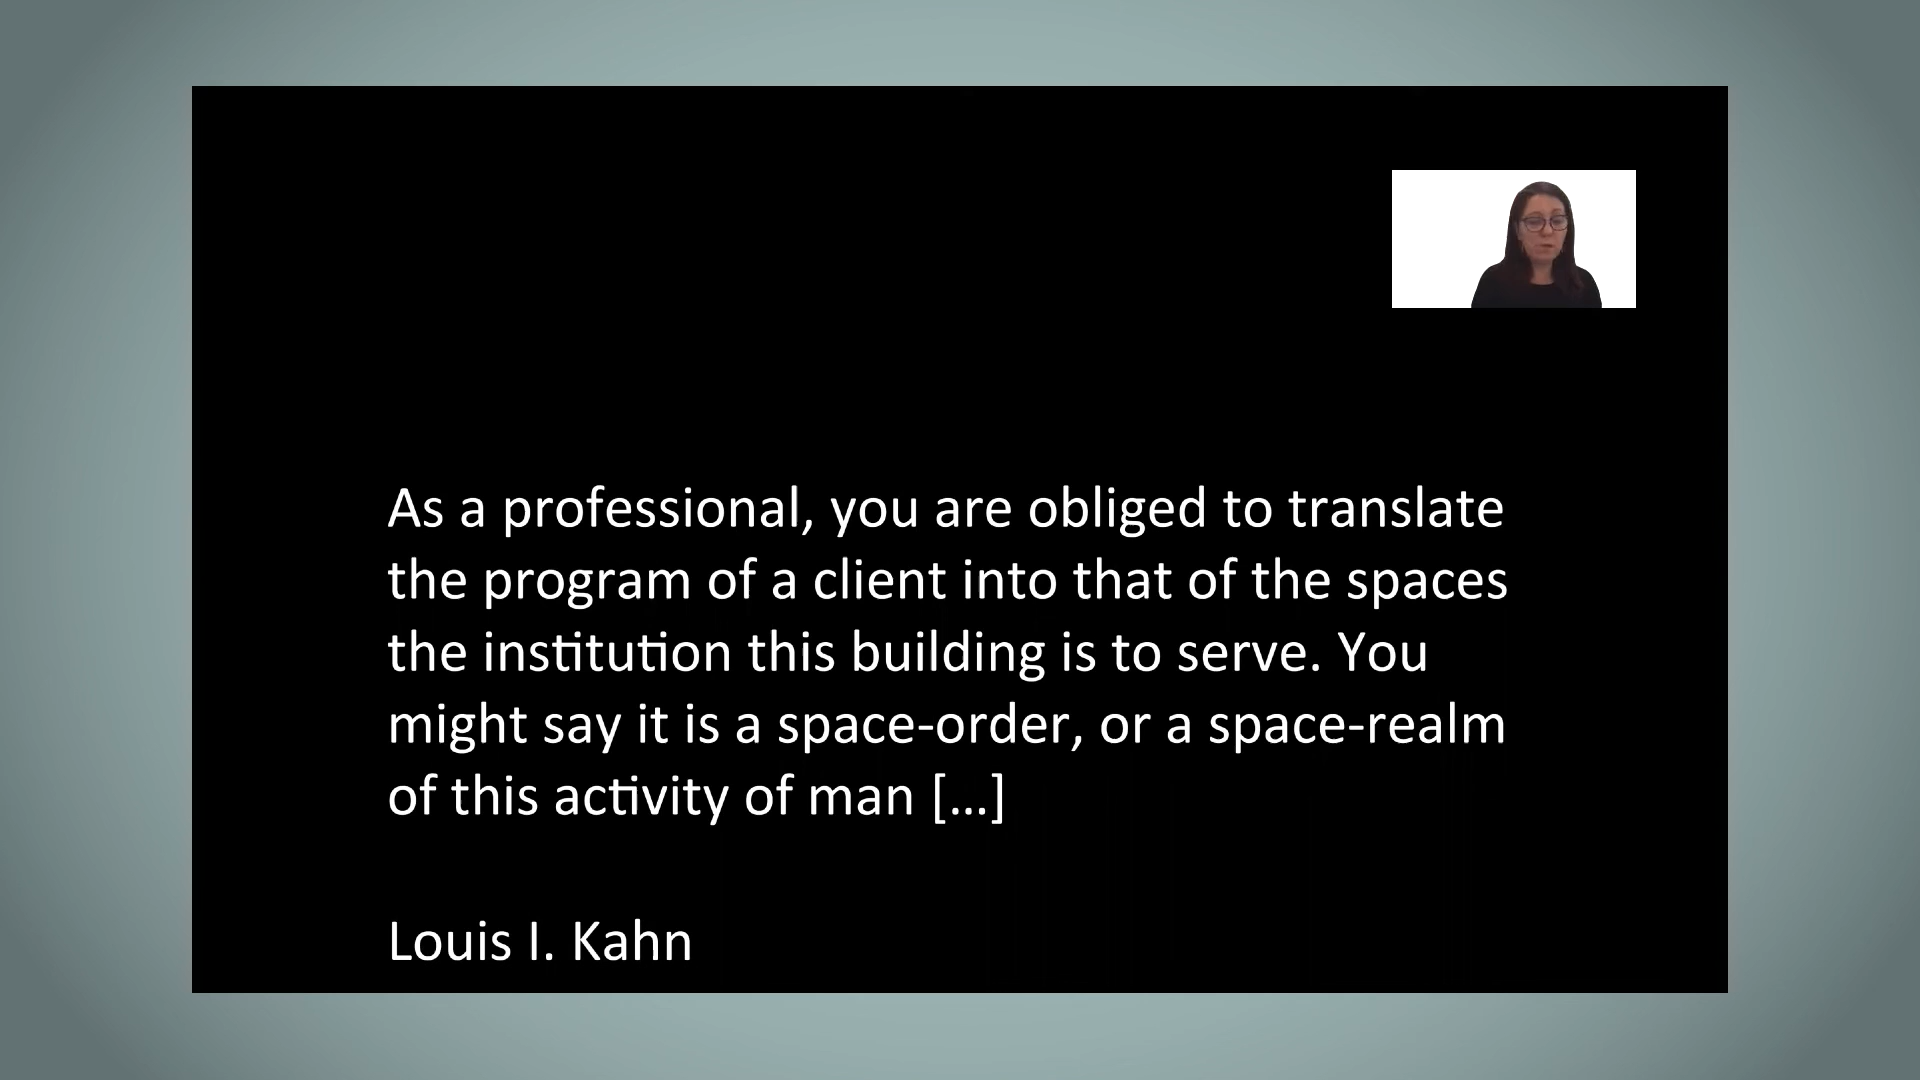 As a professional, you are obliged to translate
the program of a client into that of the spaces
the institution this building is to serve. You
might say it is a space-order, or a space-realm
of this activity of man [...]
Louis I. Kahn